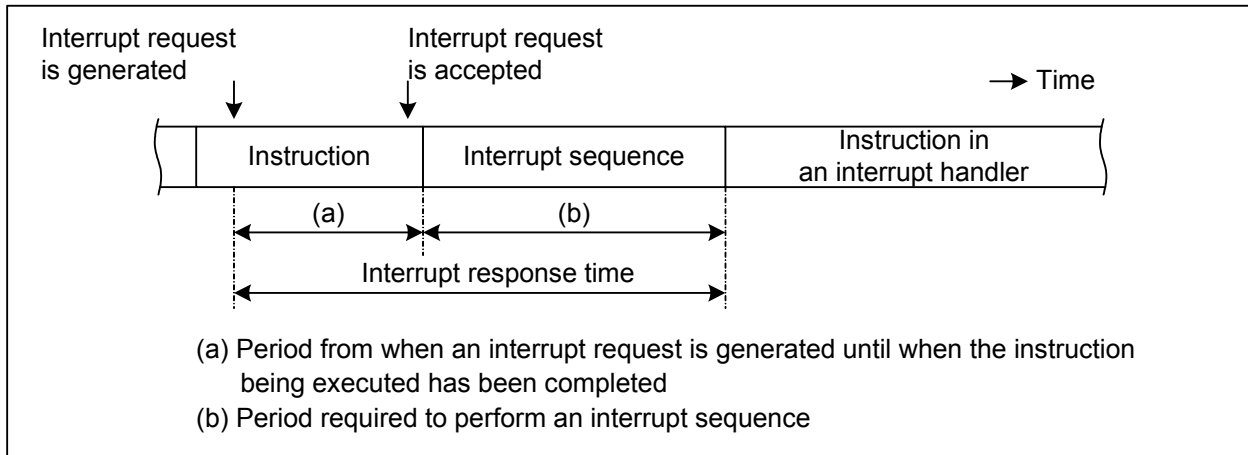 Interrupt request
is generated
Interrupt request
is accepted
Time
Instruction
Interrupt sequence
Instruction in
an interrupt handler
(a)
(b)
Interrupt response time
(a) Period from when an interrupt request is generated until when the instruction
being executed has been completed
(b) Period required to perform an interrupt sequence